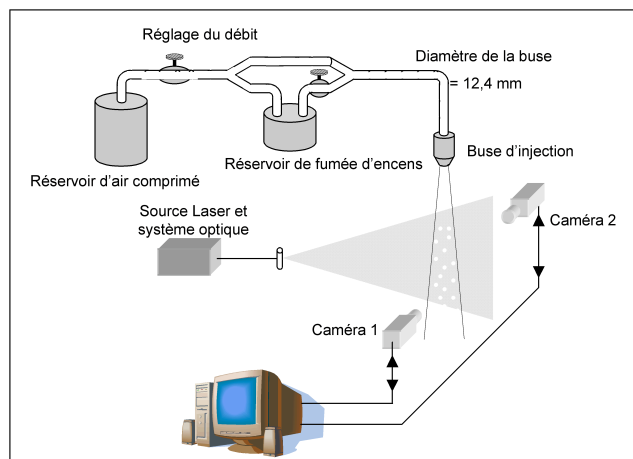 Réglage du débit
Diamètre de la buse
= 12,4 mm
Réservoir d'air comprimé
Réservoir de fumée d'encens
Buse d'injection
Source Laser et
système optique
Caméra 2
Caméra 1